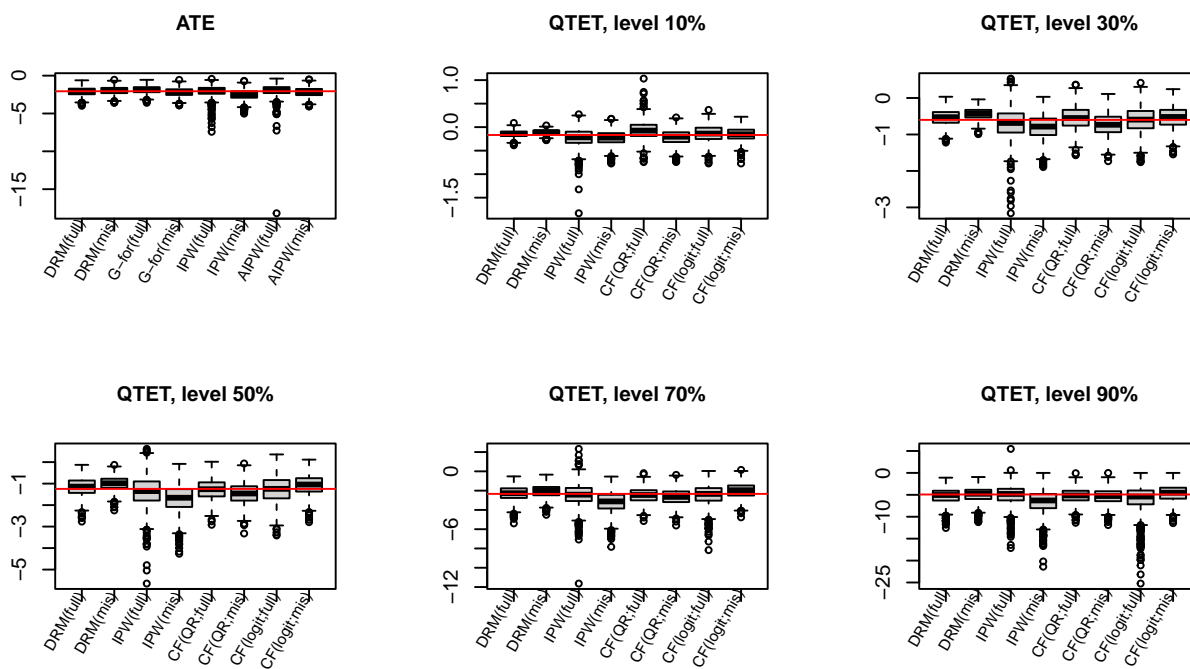 ATE
0
−5
−15
DRM(full)
DRM(mis)
G−for(full)
G−for(mis)
IPW(full)
IPW(mis)
AIPW(full)
AIPW(mis)
QTET, level 10%
1.0
0.0
−1.5
DRM(full)
DRM(mis)
IPW(full)
IPW(mis)
CF(QR;full)
CF(QR;mis)
CF(logit;full)
CF(logit;mis)
QTET, level 30%
0
−1
−3
DRM(full)
DRM(mis)
IPW(full)
IPW(mis)
CF(QR;full)
CF(QR;mis)
CF(logit;full)
CF(logit;mis)
QTET, level 50%
−1
−3
−5
DRM(full)
DRM(mis)
IPW(full)
IPW(mis)
CF(QR;full)
CF(QR;mis)
CF(logit;full)
CF(logit;mis)
QTET, level 70%
0
−6
−12
DRM(full)
DRM(mis)
IPW(full)
IPW(mis)
CF(QR;full)
CF(QR;mis)
CF(logit;full)
CF(logit;mis)
QTET, level 90%
0
−10
−25
DRM(full)
DRM(mis)
IPW(full)
IPW(mis)
CF(QR;full)
CF(QR;mis)
CF(logit;full)
CF(logit;mis)